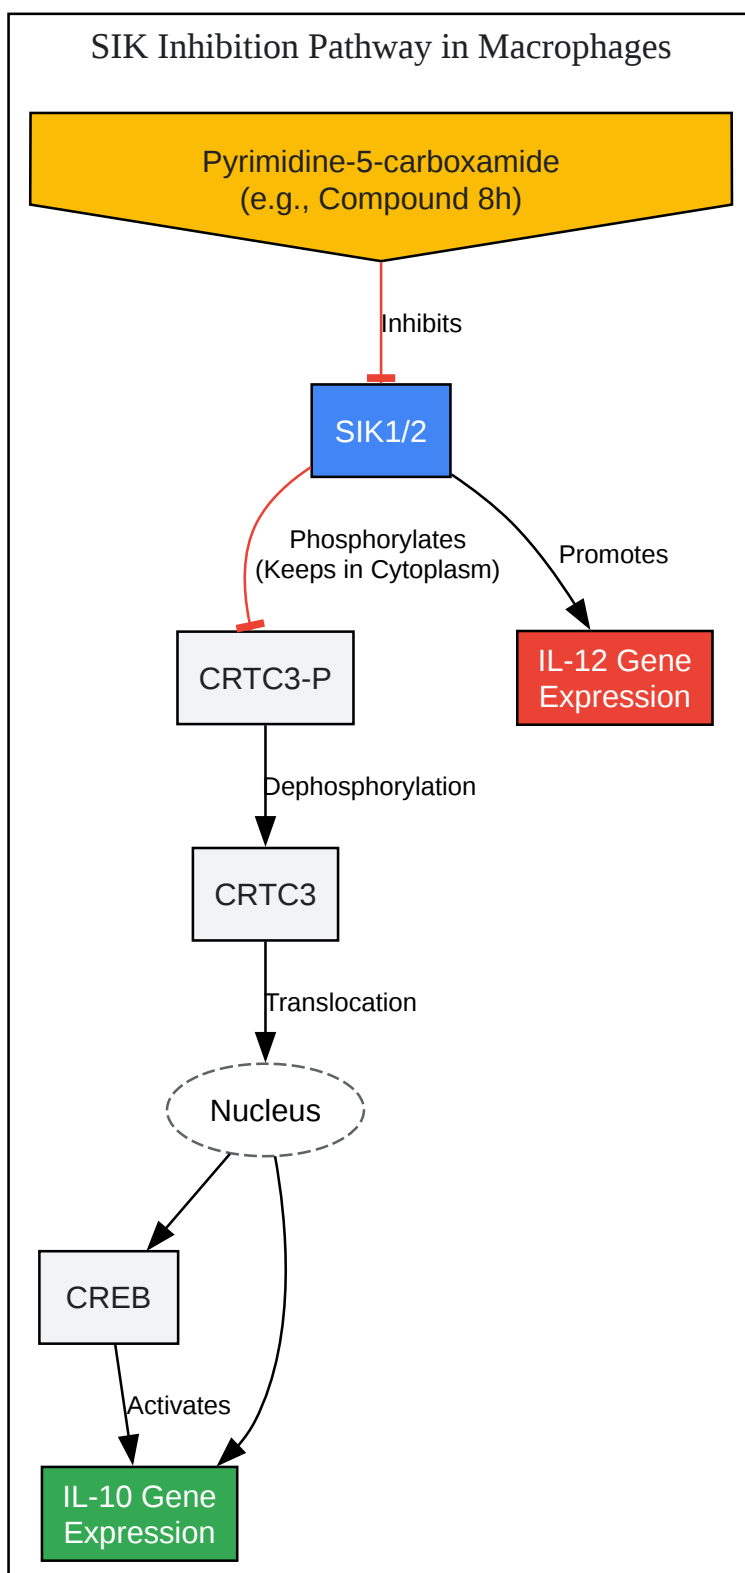 SIK Inhibition Pathway in Macrophages
Pyrimidine-5-carboxamide
(e.g., Compound 8h)
Inhibits
SIK1/2
Phosphorylates
(Keeps in Cytoplasm)
Promotes
CRTC3-P
IL-12 Gene
Expression
Dephosphorylation
CRTC3
Translocation
Nucleus
CREB
Activates
IL-10 Gene
Expression